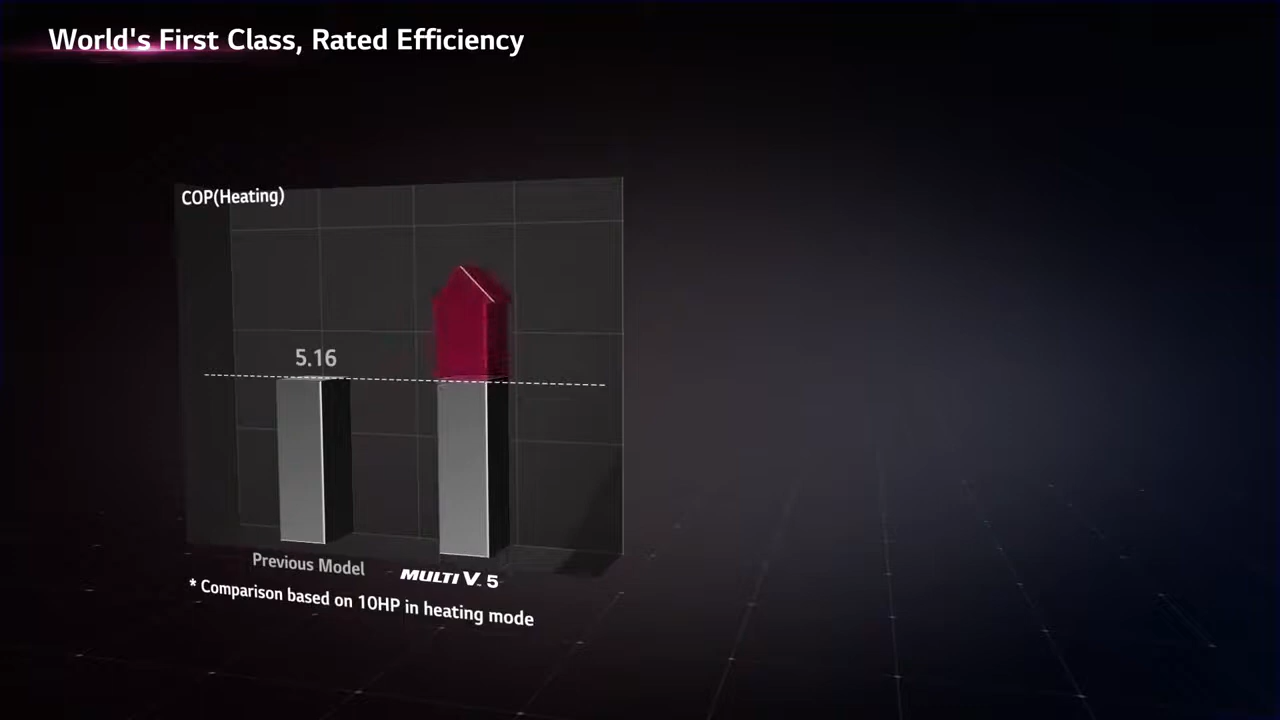 World's First Class, Rated Efficiency
COP(Heating)
5.16
Previous Model
MULTI V. 5
* Comparison based on 10HP in heating mode